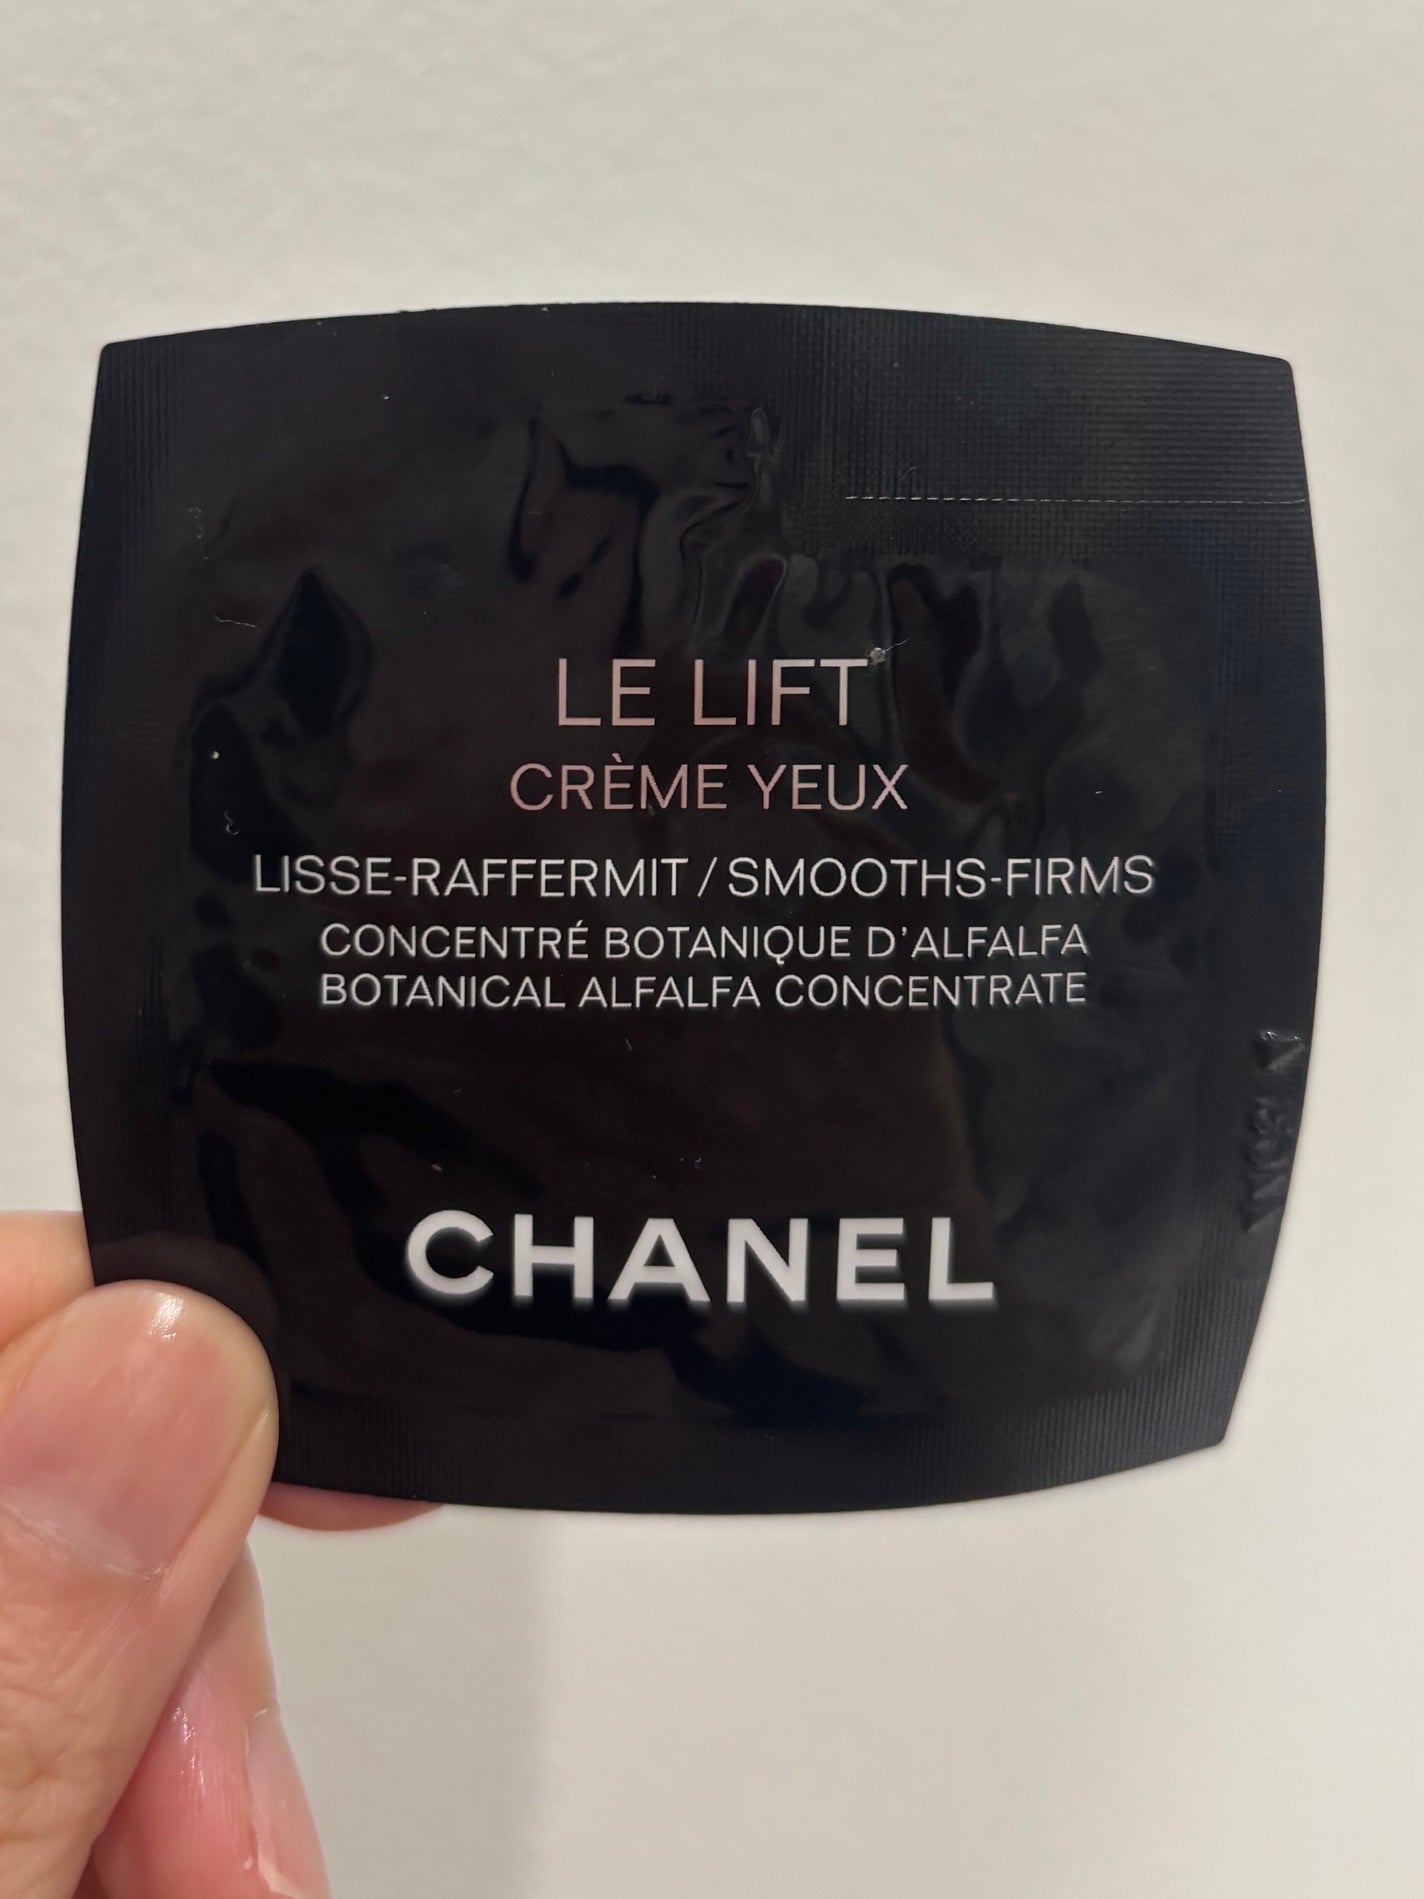 LE LIFT
CRÈME YEUX
LISSE-RAFFERMIT / SMOOTHS-FIRMS
CONCENTRÉ BOTANIQUE D'ALFALFA
BOTANICAL ALFALFA CONCENTRATE
CHANEL